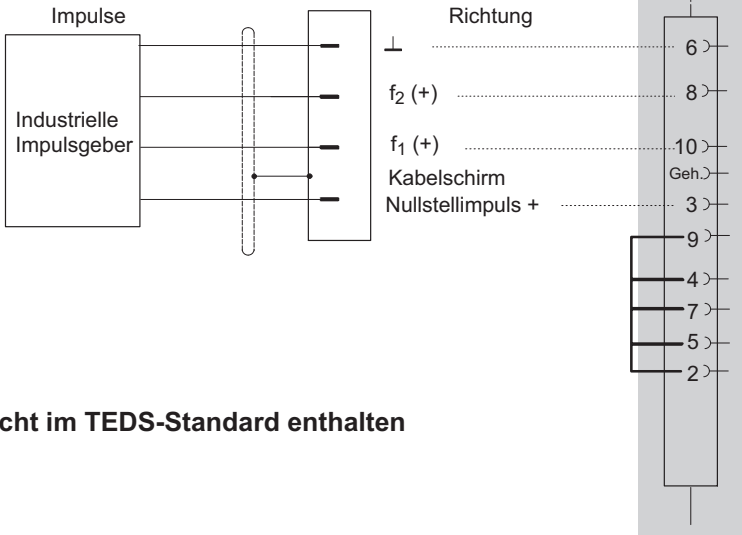 Impulse
Richtung
Industrielle
Impulsgeber
⊥
f₂ (+)
f₁ (+)
Kabelschirm
Nullstellimpuls +
6
8
10
Geh.
3
9
4
7
5
2
cht im TEDS-Standard enthalten